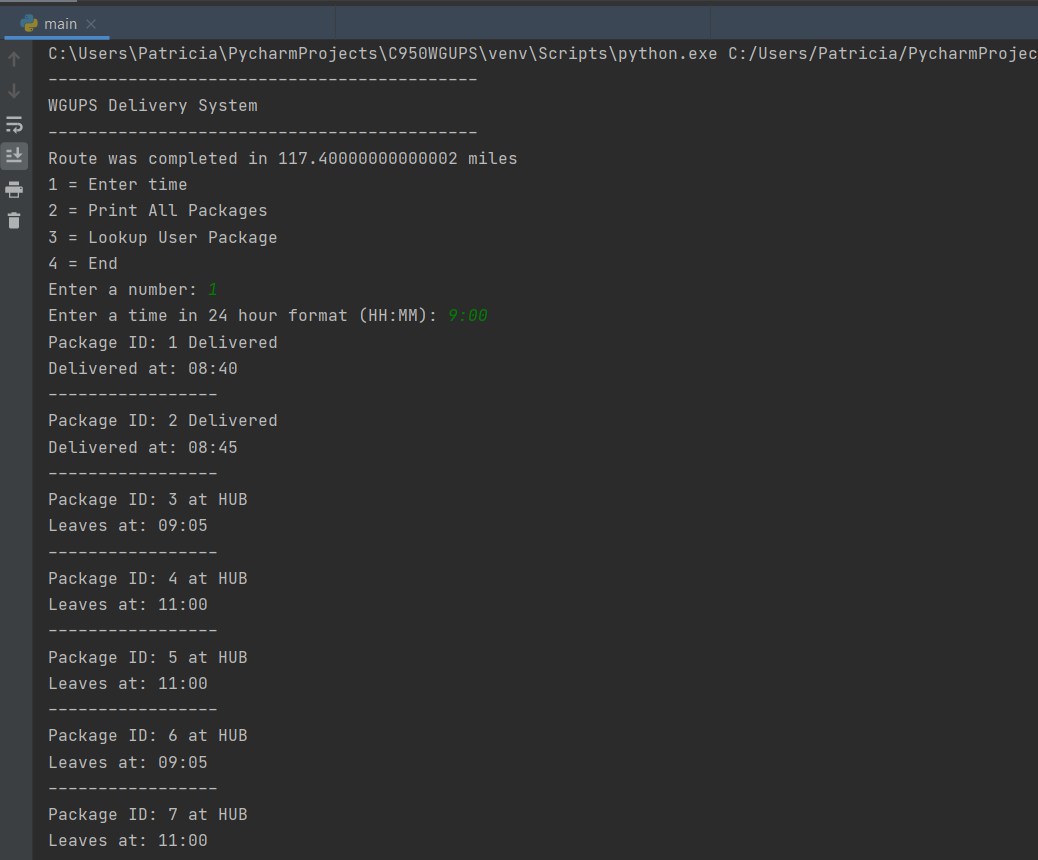 main
C:\Users\Patricia\PycharmProjects\C950WGUPS\venv\Scripts\python.exe C:/Users/Patricia/PycharmProjec
-------------------------------------------
WGUPS Delivery System
-------------------------------------------
Route was completed in 117.40000000000002 miles
1 = Enter time
2 = Print All Packages
3 = Lookup User Package
4 = End
Enter a number: 1
Enter a time in 24 hour format (HH:MM): 9:00
Package ID: 1 Delivered
Delivered at: 08:40
-----------------
Package ID: 2 Delivered
Delivered at: 08:45
-----------------
Package ID: 3 at HUB
Leaves at: 09:05
-----------------
Package ID: 4 at HUB
Leaves at: 11:00
-----------------
Package ID: 5 at HUB
Leaves at: 11:00
-----------------
Package ID: 6 at HUB
Leaves at: 09:05
-----------------
Package ID: 7 at HUB
Leaves at: 11:00